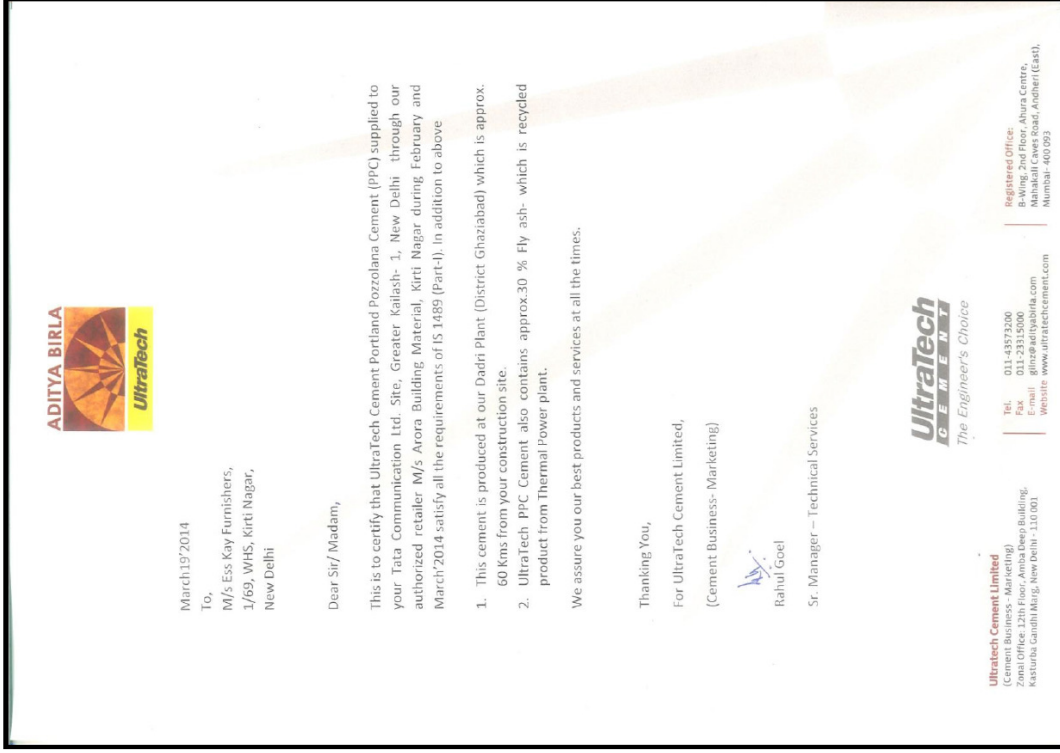 ADITYA BIRLA
UltraTech
March19'2014
To,
M/s Ess Kay Furnishers,
1/69, WHS, Kirti Nagar,
New Delhi
Dear Sir/ Madam,
This is to certify that UltraTech Cement Portland Pozzolana Cement (PPC) supplied to
your Tata Communication Ltd. Site, Greater Kailash- 1, New Delhi through our
authorized retailer M/s Arora Building Material, Kirti Nagar during February and
March'2014 satisfy all the requirements of IS 1489 (Part-I). In addition to above
1. This cement is produced at our Dadri Plant (District Ghaziabad) which is approx.
60 Kms from your construction site.
2. UltraTech PPC Cement also contains approx.30 % Fly ash- which is recycled
product from Thermal Power plant.
We assure you our best products and services at all the times.
Thanking You,
For UltraTech Cement Limited,
(Cement Business- Marketing)
Rahul Goel
Sr. Manager – Technical Services
UltraTech
CEMENT
The Engineer's Choice
Ultratech Cement Limited
(Cement Business - Marketing)
Zonal Office: 12th Floor, Amba Deep Building,
Kasturba Gandhi Marg, New Delhi - 110 001
Tel. 011-43573200
Fax 011-23315000
E-mail glinz@adityabirla.com
Website www.ultratechcement.com
Registered Office:
B-Wing, 2nd Floor, Ahura Centre,
Mahakali Caves Road, Andheri (East),
Mumbai- 400 093